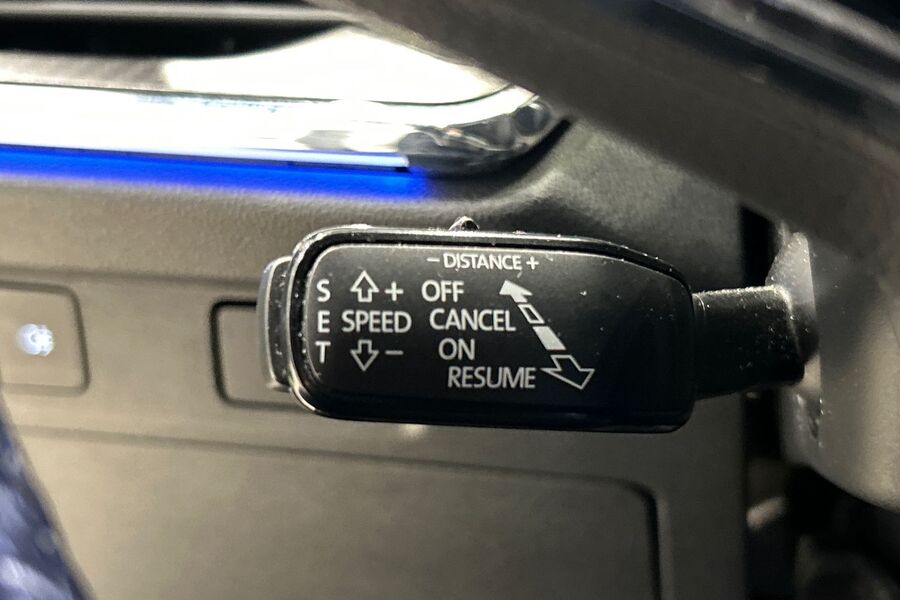 − DISTANCE +
S + OFF
E SPEED CANCEL
T − ON
RESUME